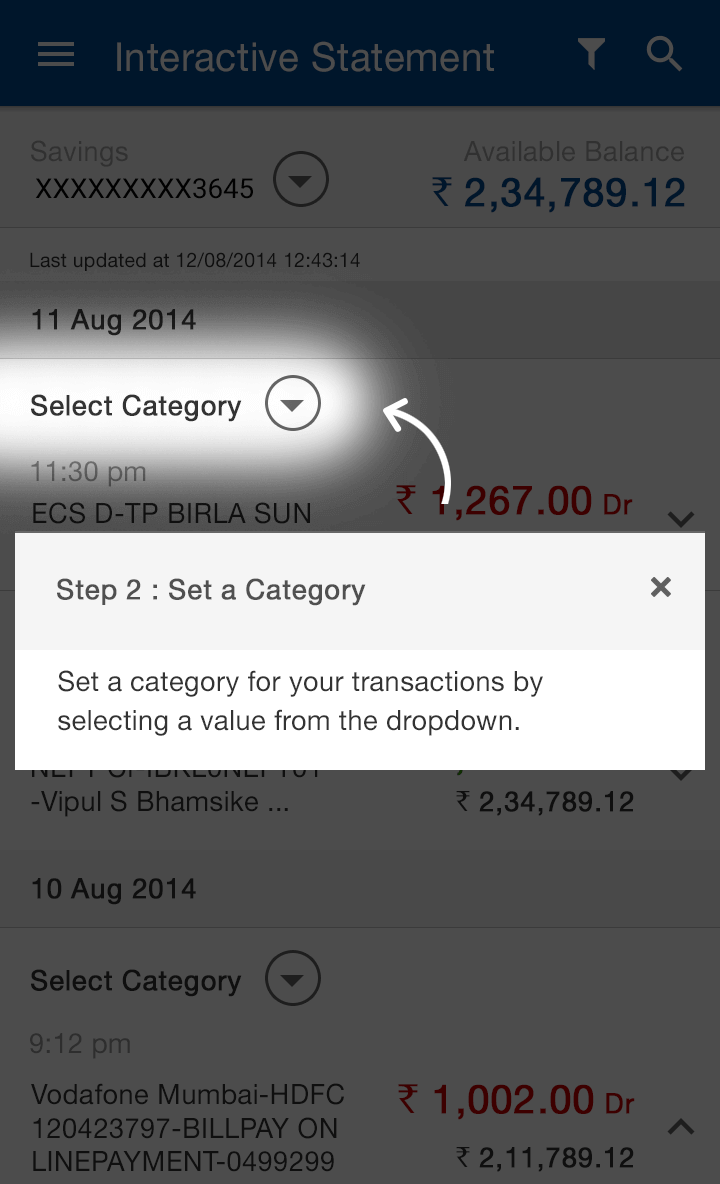 Interactive Statement
Savings
Available Balance
XXXXXXXXX3645
₹ 2,34,789.12
Last updated at 12/08/2014 12:43:14
11 Aug 2014
Select Category
11:30 pm
ECS D-TP BIRLA SUN
₹ 1,267.00 Dr
Step 2 : Set a Category
Set a category for your transactions by
selecting a value from the dropdown.
-Vipul S Bhamsike ...
₹ 2,34,789.12
10 Aug 2014
Select Category
9:12 pm
Vodafone Mumbai-HDFC
120423797-BILLPAY ON
LINEPAYMENT-0499299
₹ 1,002.00 Dr
₹ 2,11,789.12